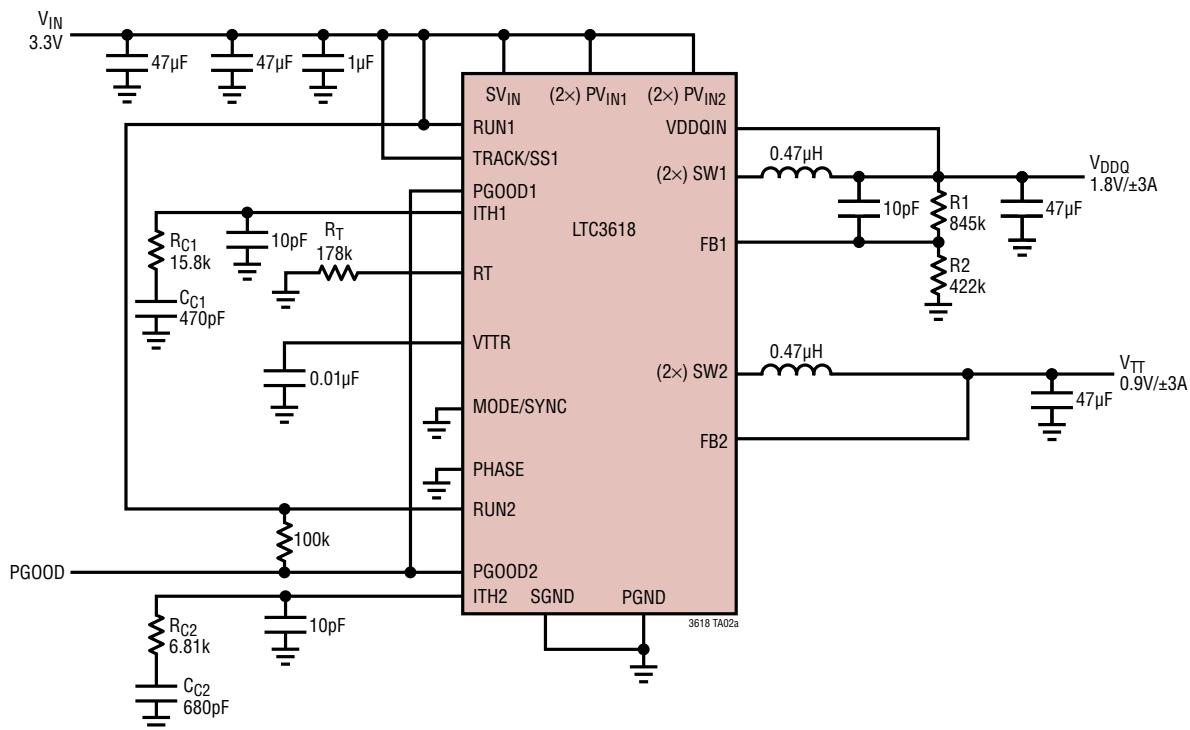 VIN
3.3V
47µF
47µF
1µF
SVIN
(2×) PVIN1
(2×) PVIN2
RUN1
VDDQIN
TRACK/SS1
0.47µH
(2×) SW1
VDDQ
1.8V/±3A
PGOOD1
ITH1
10pF
R1
845k
47µF
LTC3618
RC1
15.8k
10pF
RT
178k
FB1
RT
R2
422k
CC1
470pF
VTTR
0.47µH
(2×) SW2
VTT
0.9V/±3A
0.01µF
47µF
MODE/SYNC
FB2
PHASE
RUN2
100k
PGOOD
PGOOD2
ITH2
SGND
PGND
3618 TA02a
10pF
RC2
6.81k
CC2
680pF